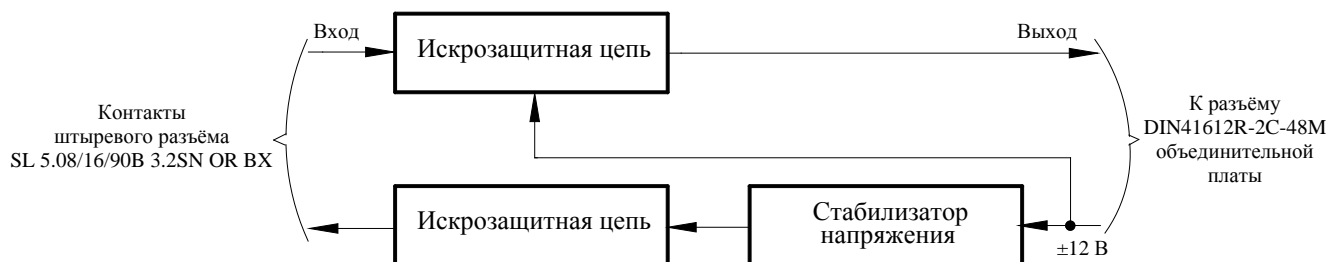 Вход
Искрозащитная цепь
Выход
Контакты
штыревого разъёма
SL 5.08/16/90B 3.2SN OR BX
К разъёму
DIN41612R-2C-48M
объединительной
платы
Искрозащитная цепь
Стабилизатор
напряжения
±12 В